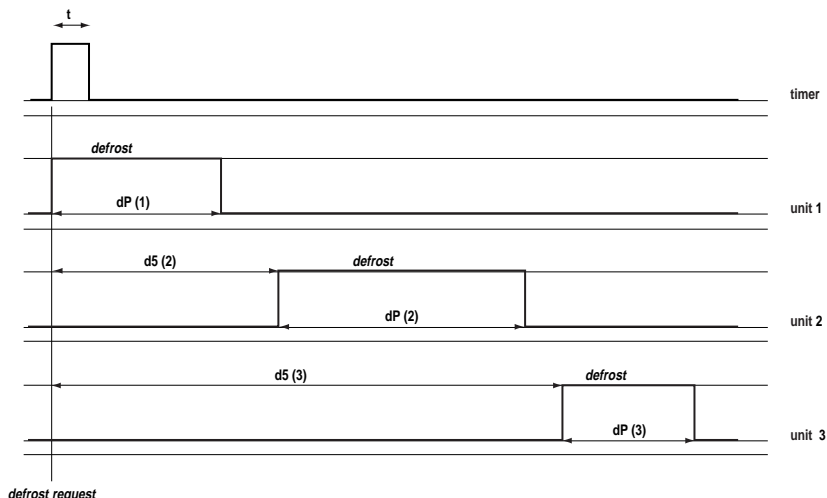 t
timer
defrost
dP (1)
unit 1
d5 (2)
defrost
dP (2)
unit 2
d5 (3)
defrost
dP (3)
unit 3
defrost request